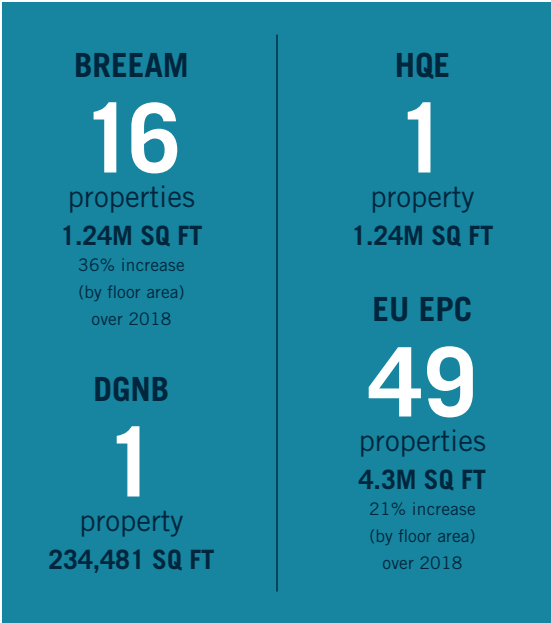 BREEAM
16
properties
1.24M SQ FT
36% increase
(by floor area)
over 2018
DGNB
1
property
234,481 SQ FT
HQE
1
property
1.24M SQ FT
EU EPC
49
properties
4.3M SQ FT
21% increase
(by floor area)
over 2018